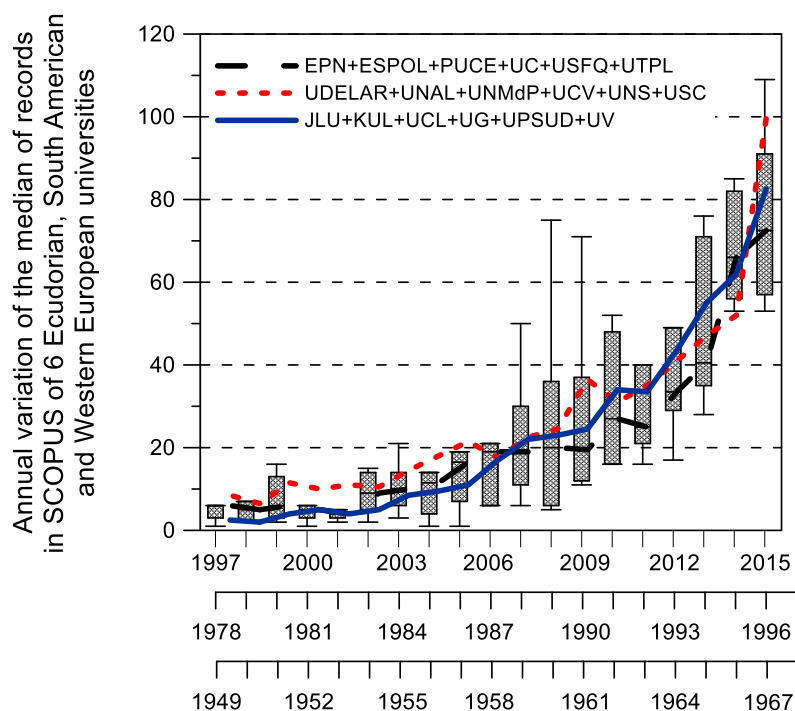 Annual variation of the median of records
in SCOPUS of 6 Ecudorian, South American
and Western European universities
120
100
80
60
40
20
0
EPN+ESPOL+PUCE+UC+USFQ+UTPL
UDELAR+UNAL+UNMdP+UCV+UNS+USC
JLU+KUL+UCL+UG+UPSUD+UV
1997 2000 2003 2006 2009 2012 2015
1978 1981 1984 1987 1990 1993 1996
1949 1952 1955 1958 1961 1964 1967